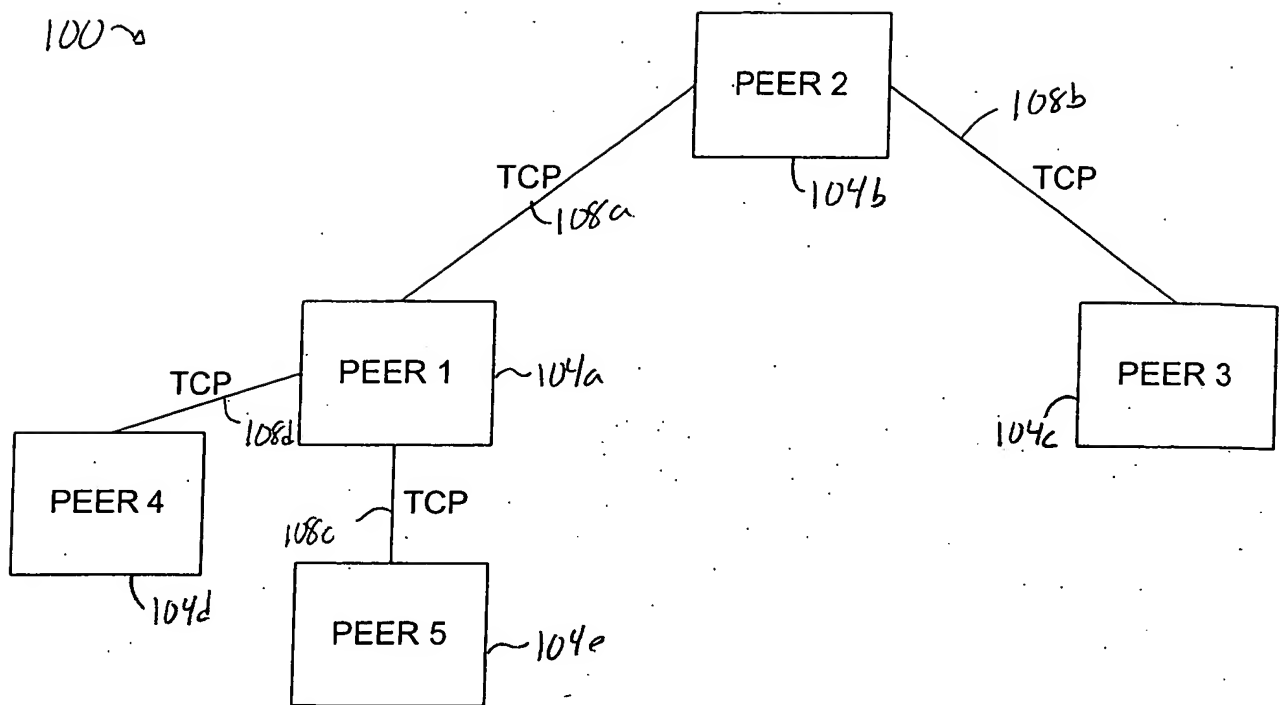 100
PEER 2
108b
TCP
TCP
104b
108a
PEER 1
104a
PEER 3
TCP
108d
104c
PEER 4
TCP
108c
104d
PEER 5
104e